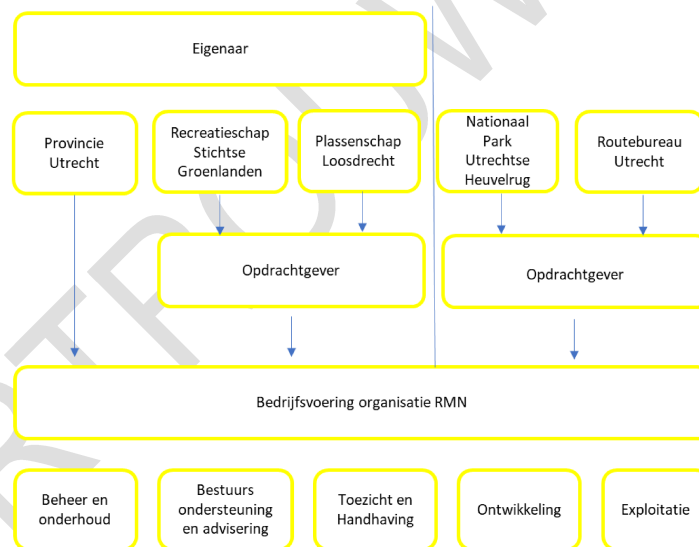 Eigenaar
Provincie
Utrecht
Recreatieschap
Stichtse
Groenlanden
Plassenschap
Loosdrecht
Nationaal
Park
Utrechtse
Heuvelrug
Routebureau
Utrecht
Opdrachtgever
Opdrachtgever
Bedrijfsvoering organisatie RMN
Beheer en
onderhoud
Bestuurs
ondersteuning
en advisering
Toezicht en
Handhaving
Ontwikkeling
Exploitatie